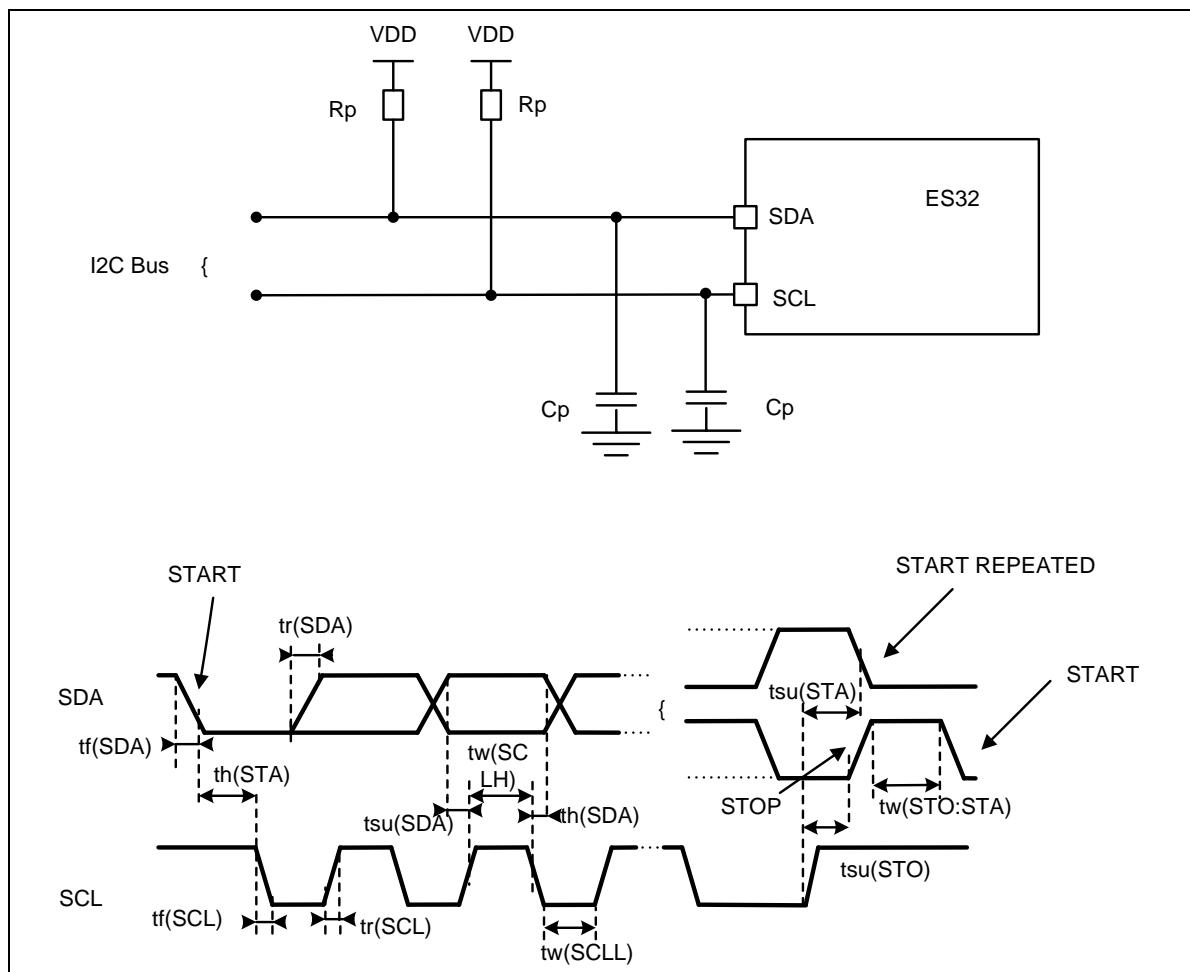 VDD VDD
Rp Rp
ES32
SDA
I2C Bus {
SCL
Cp Cp
START
START REPEATED
tr(SDA)
START
SDA
tsu(STA)
{
tf(SDA)
th(STA)
tw(SC
LH)
STOP
tw(STO:STA)
tsu(SDA) th(SDA)
tsu(STO)
SCL
tf(SCL) tr(SCL)
tw(SCLL)